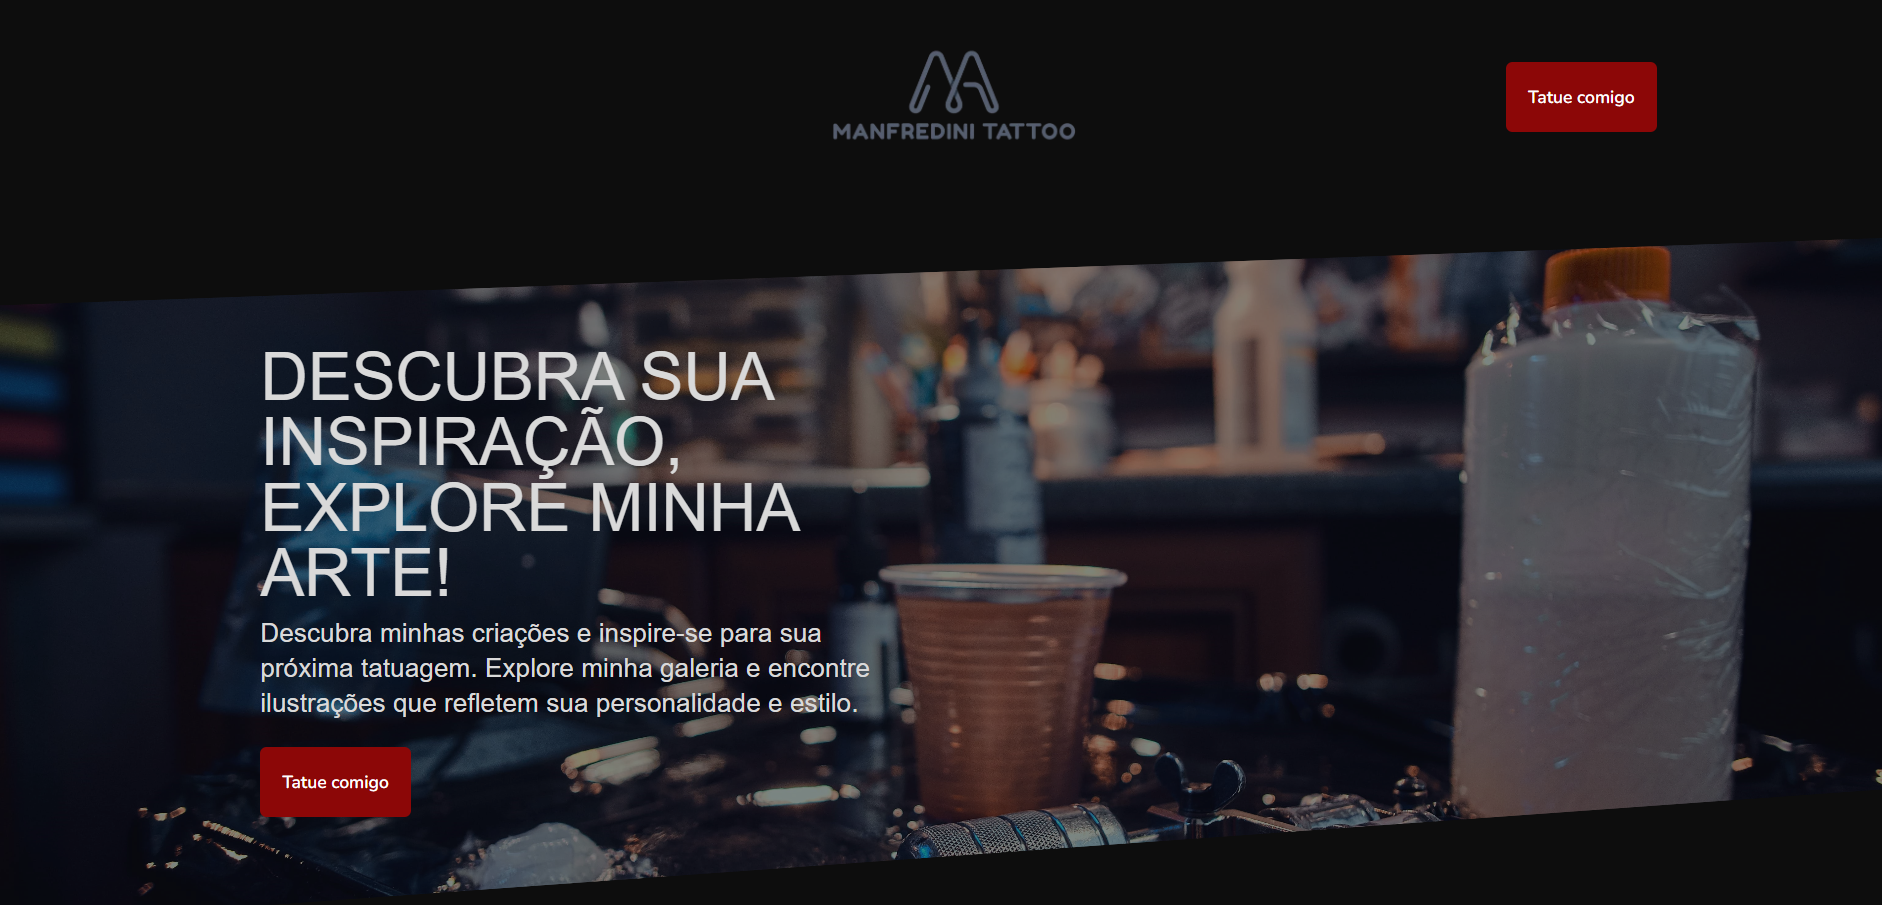 MANFREDINI TATTOO
Tatue comigo
DESCUBRA SUA
INSPIRAÇÃO,
EXPLORE MINHA
ARTE!
Descubra minhas criações e inspire-se para sua
próxima tatuagem. Explore minha galeria e encontre
ilustrações que refletem sua personalidade e estilo.
Tatue comigo